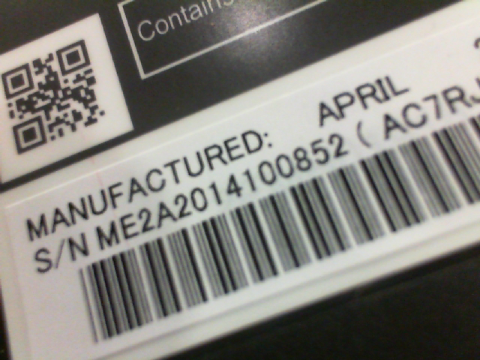 Contains
MANUFACTURED: APRIL
S/N ME2A2014100852 ( AC7RJ